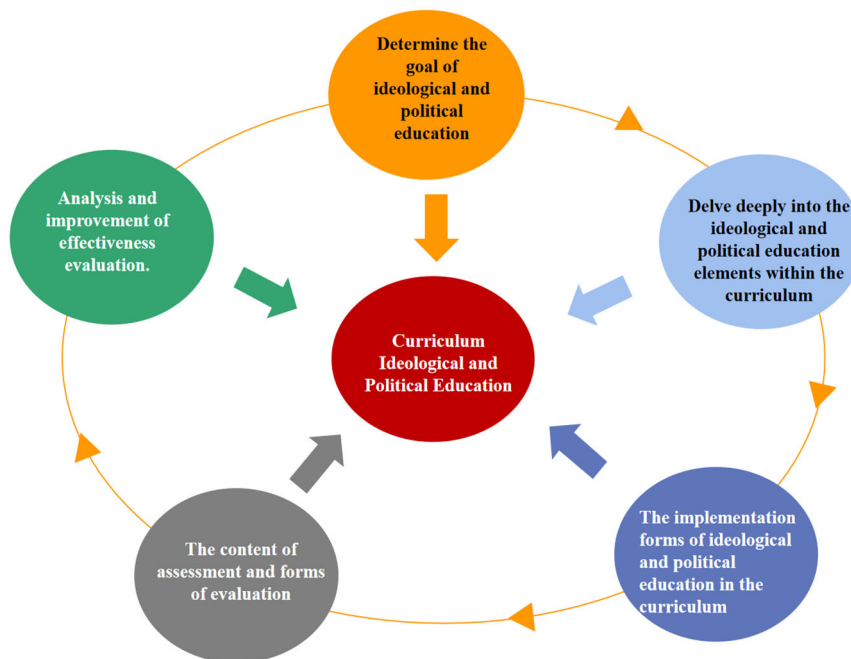 Determine the
goal of
ideological and
political
education
Delve deeply into the
ideological and
political education
elements within the
curriculum
The implementation
forms of ideological
and political
education in the
curriculum
The content of
assessment and forms
of evaluation
Analysis and
improvement of
effectiveness
evaluation.
Curriculum
Ideological and
Political Education